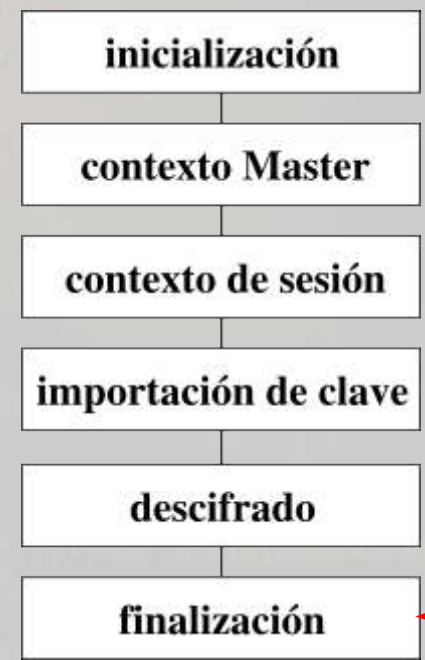 inicialización
contexto Master
contexto de sesión
importación de clave
descifrado
finalización